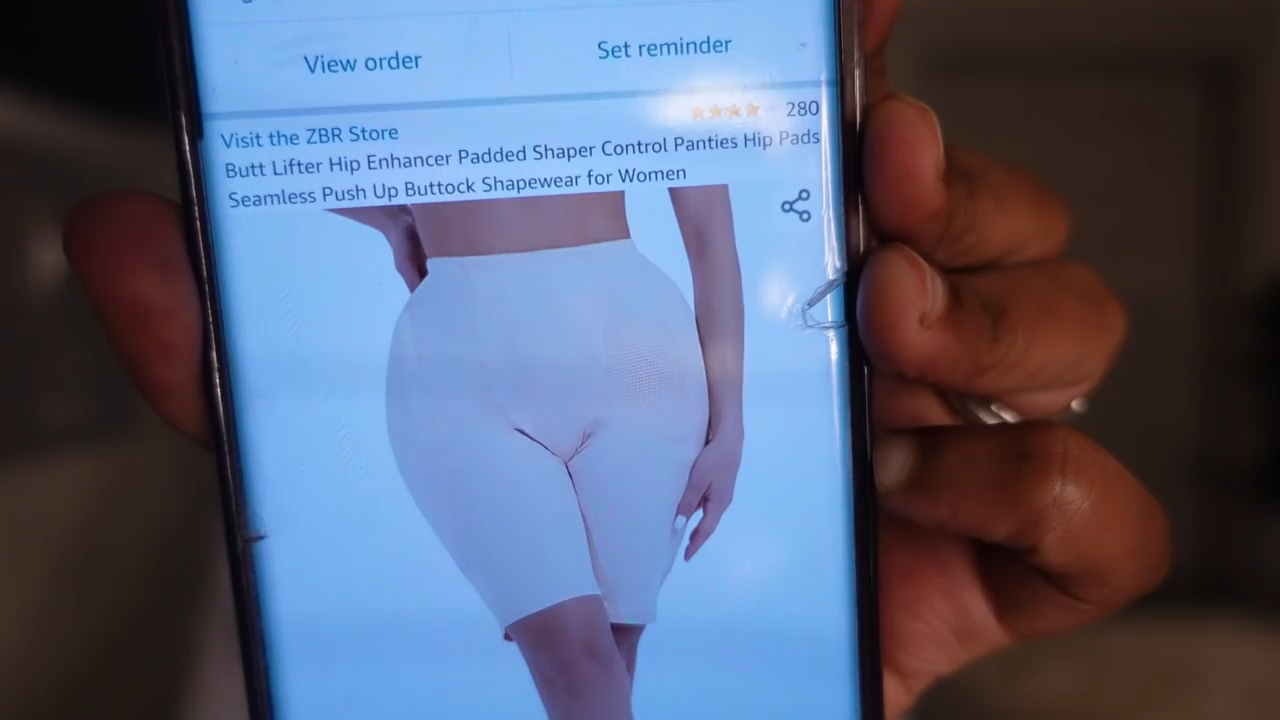 View order
Set reminder
280
Visit the ZBR Store
Butt Lifter Hip Enhancer Padded Shaper Control Panties Hip Pads
Seamless Push Up Buttock Shapewear for Women